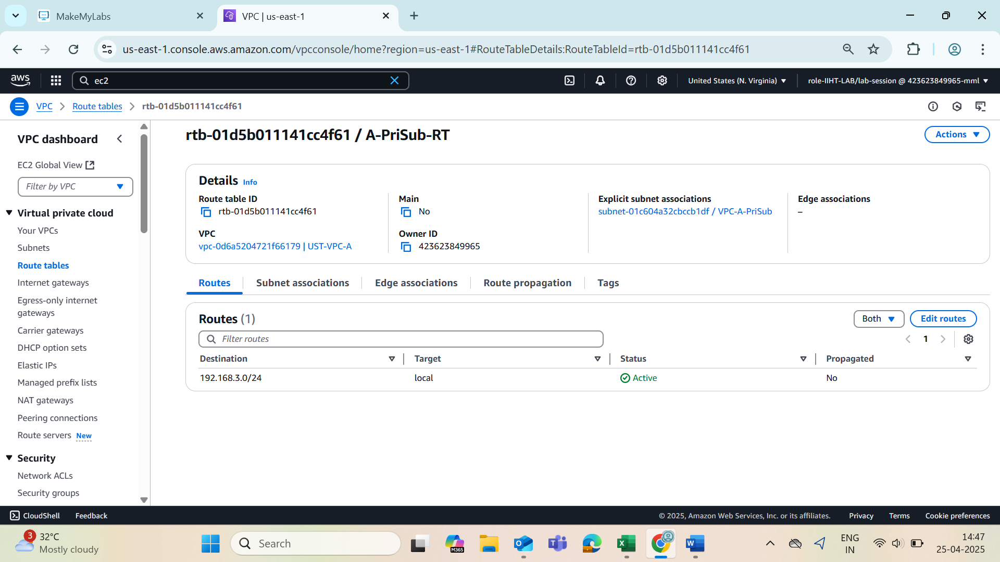 MakeMyLabs
VPC | us-east-1
us-east-1.console.aws.amazon.com/vpcconsole/home?region=us-east-1#RouteTableDetails:RouteTableId=rtb-01d5b011141cc4f61
aws
ec2
United States (N. Virginia)
role-IIHT-LAB/lab-session @ 423623849965-mml
VPC
Route tables
rtb-01d5b011141cc4f61
VPC dashboard
EC2 Global View
Filter by VPC
Virtual private cloud
Your VPCs
Subnets
Route tables
Internet gateways
Egress-only internet
gateways
Carrier gateways
DHCP option sets
Elastic IPs
Managed prefix lists
NAT gateways
Peering connections
Route servers New
Security
Network ACLs
Security groups
rtb-01d5b011141cc4f61 / A-PriSub-RT
Actions
Details Info
Route table ID
rtb-01d5b011141cc4f61
Main
No
Explicit subnet associations
subnet-01c604a32cbccb1df / VPC-A-PriSub
Edge associations
–
VPC
vpc-0d6a5204721f66179 | UST-VPC-A
Owner ID
423623849965
Routes
Subnet associations
Edge associations
Route propagation
Tags
Routes (1)
Both
Edit routes
Filter routes
1
Destination Target Status Propagated
192.168.3.0/24 local Active No
CloudShell
Feedback
© 2025, Amazon Web Services, Inc. or its affiliates.
Privacy
Terms
Cookie preferences
3
32°C
Mostly cloudy
Search
M365
O
T
X
W
ENG
IN
14:47
25-04-2025